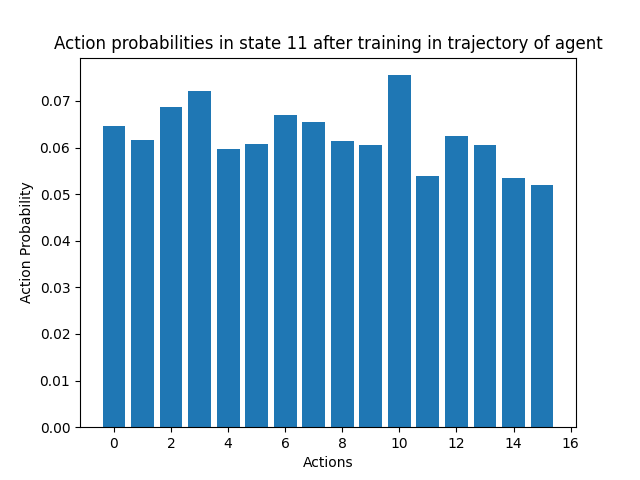 Action probabilities in state 11 after training in trajectory of agent
Action Probability
0.07
0.06
0.05
0.04
0.03
0.02
0.01
0.00
0 2 4 6 8 10 12 14 16
Actions